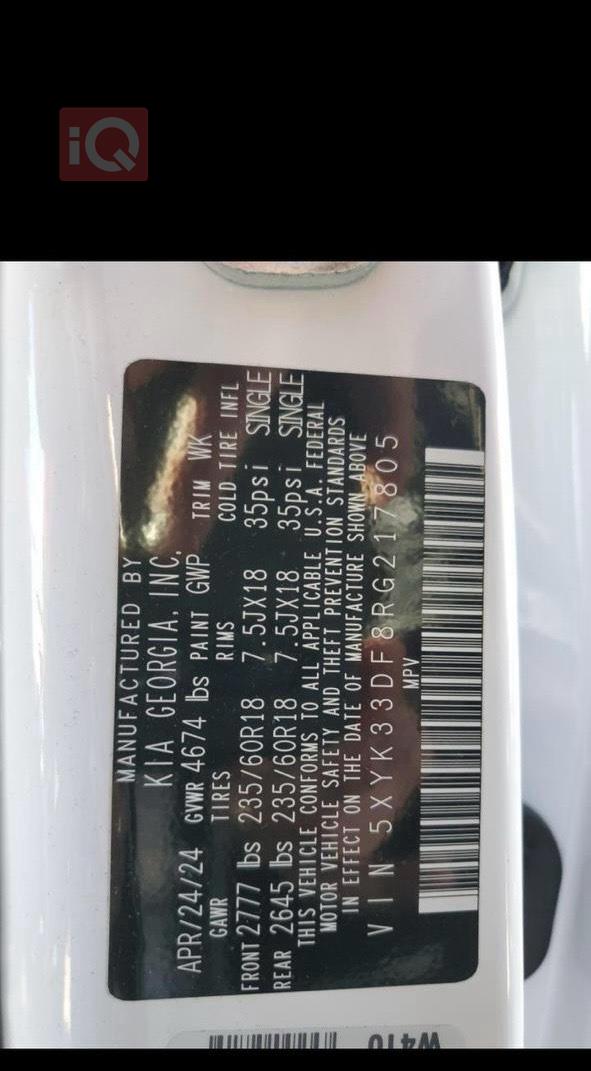 iQ
MANUFACTURED BY
KIA GEORGIA, INC.
APR/24/24 GVWR 4674 lbs PAINT GWP TRIM WK
GAWR TIRES RIMS COLD TIRE INFL
FRONT 2777 lbs 235/60R18 7.5JX18 35psi SINGLE
REAR 2645 lbs 235/60R18 7.5JX18 35psi SINGLE
THIS VEHICLE CONFORMS TO ALL APPLICABLE U.S.A. FEDERAL
MOTOR VEHICLE SAFETY AND THEFT PREVENTION STANDARDS
IN EFFECT ON THE DATE OF MANUFACTURE SHOWN ABOVE
VIN 5XYK33DF8RG217805
MPV